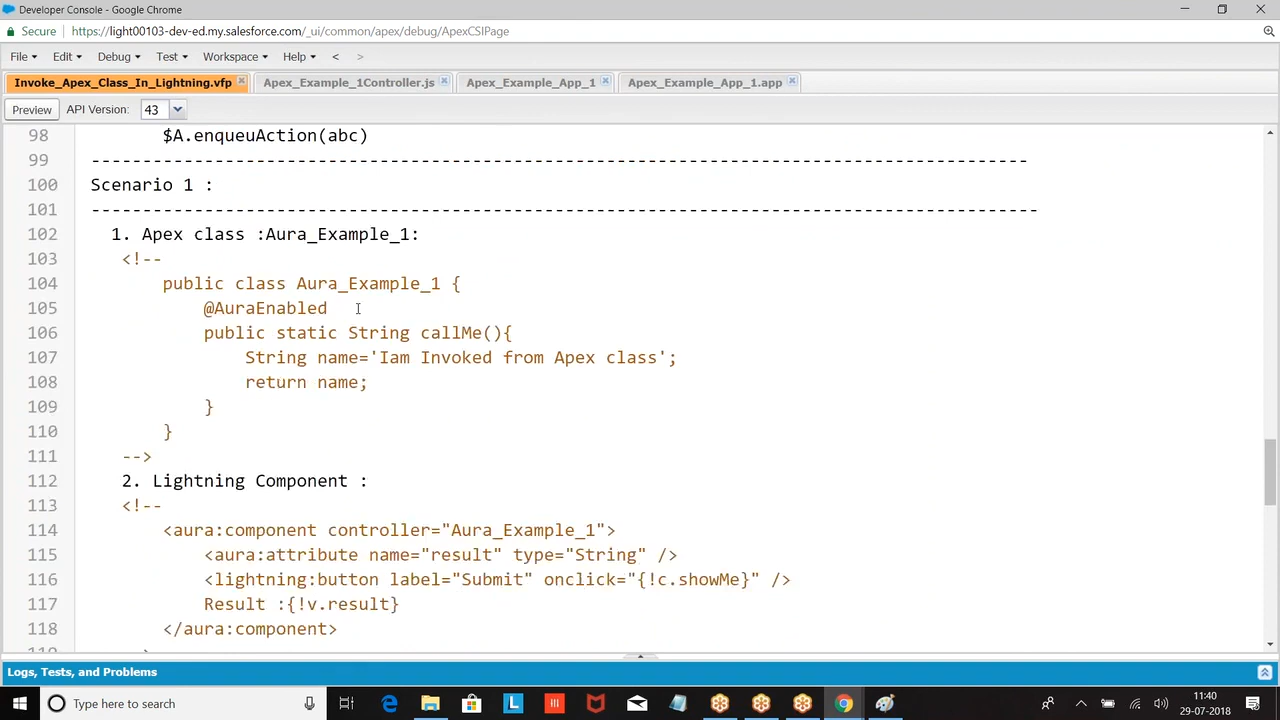 Developer Console - Google Chrome
Secure https://light00103-dev-ed.my.salesforce.com/_ui/common/apex/debug/ApexCSIPage
File Edit Debug Test Workspace Help < >
Invoke_Apex_Class_In_Lightning.vfp Apex_Example_1Controller.js Apex_Example_App_1 Apex_Example_App_1.app
Preview API Version: 43
98 $A.enqueuAction(abc)
99 -------------------------------------------------------------------------------------------
100 Scenario 1 :
101 --------------------------------------------------------------------------------------------
102 1. Apex class :Aura_Example_1:
103 <!--
104 public class Aura_Example_1 {
105 @AuraEnabled
106 public static String callMe(){
107 String name='Iam Invoked from Apex class';
108 return name;
109 }
110 }
111 -->
112 2. Lightning Component :
113 <!--
114 <aura:component controller="Aura_Example_1">
115 <aura:attribute name="result" type="String" />
116 <lightning:button label="Submit" onclick="{!c.showMe}" />
117 Result :{!v.result}
118 </aura:component>
Logs, Tests, and Problems
Type here to search
11:40
29-07-2018